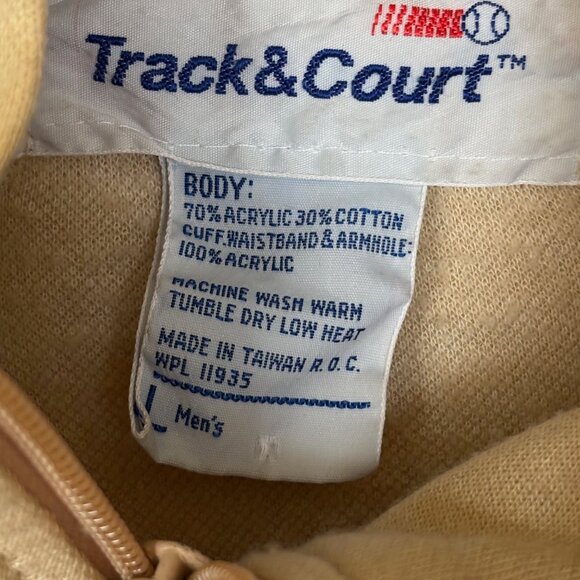 Track&Court™
BODY:
70% ACRYLIC 30% COTTON
CUFF.WAISTBAND & ARMHOLE:
100% ACRYLIC
MACHINE WASH WARM
TUMBLE DRY LOW HEAT
MADE IN TAIWAN R.O.C.
WPL 11935
L Men's